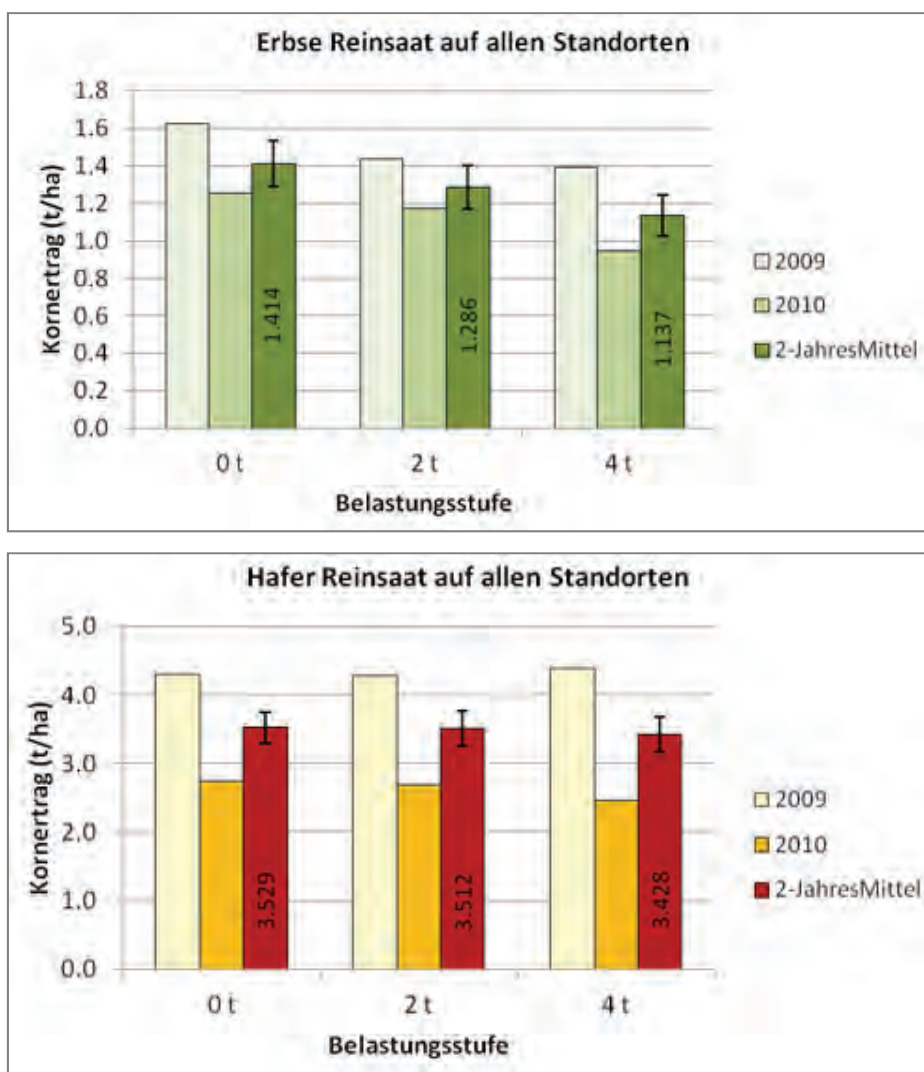 Erbse Reinsaat auf allen Standorten
Kornertrag (t/ha)
1.8
1.6
1.4
1.2
1.0
0.8
0.6
0.4
0.2
0.0
1.414
1.286
1.137
0 t
2 t
4 t
Belastungsstufe
2009
2010
2-JahresMittel
Hafer Reinsaat auf allen Standorten
Kornertrag (t/ha)
5.0
4.0
3.0
2.0
1.0
0.0
3.529
3.512
3.428
0 t
2 t
4 t
Belastungsstufe
2009
2010
2-JahresMittel